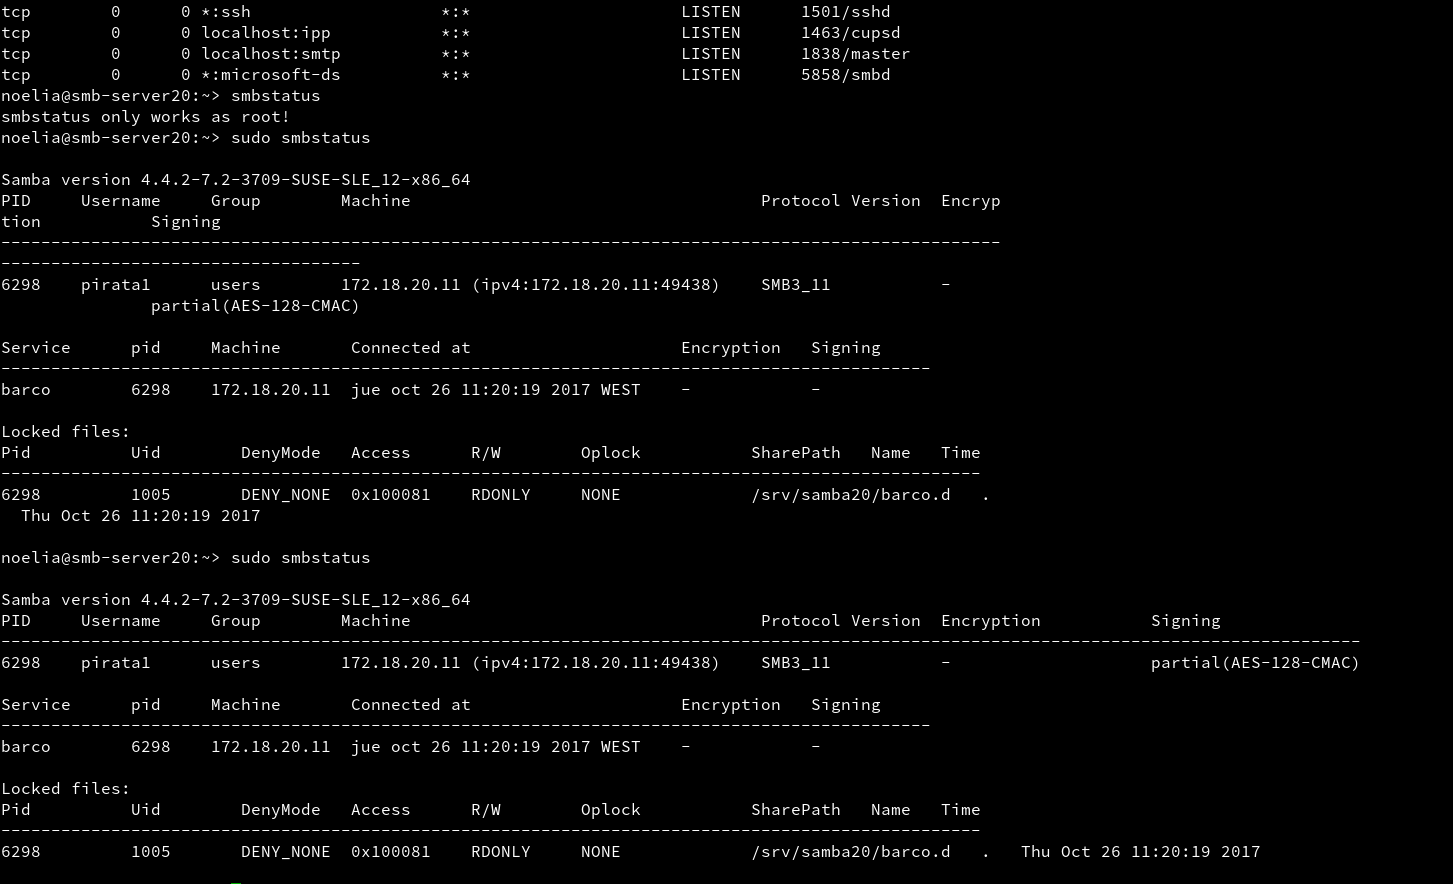 tcp        0      0 *:ssh                   *:*                     LISTEN      1501/sshd
tcp        0      0 localhost:ipp           *:*                     LISTEN      1463/cupsd
tcp        0      0 localhost:smtp          *:*                     LISTEN      1838/master
tcp        0      0 *:microsoft-ds          *:*                     LISTEN      5858/smbd
noelia@smb-server20:~> smbstatus
smbstatus only works as root!
noelia@smb-server20:~> sudo smbstatus

Samba version 4.4.2-7.2-3709-SUSE-SLE_12-x86_64
PID     Username     Group        Machine                                   Protocol Version  Encryp
tion           Signing
----------------------------------------------------------------------------------------------------
------------------------------------
6298    pirata1      users        172.18.20.11 (ipv4:172.18.20.11:49438)    SMB3_11           -
               partial(AES-128-CMAC)

Service      pid     Machine       Connected at                     Encryption   Signing
---------------------------------------------------------------------------------------------
barco        6298    172.18.20.11  jue oct 26 11:20:19 2017 WEST    -            -

Locked files:
Pid          Uid        DenyMode   Access      R/W        Oplock           SharePath   Name   Time
--------------------------------------------------------------------------------------------------
6298         1005       DENY_NONE  0x100081    RDONLY     NONE             /srv/samba20/barco.d   .
  Thu Oct 26 11:20:19 2017

noelia@smb-server20:~> sudo smbstatus

Samba version 4.4.2-7.2-3709-SUSE-SLE_12-x86_64
PID     Username     Group        Machine                                   Protocol Version  Encryption           Signing
----------------------------------------------------------------------------------------------------------------------------------------
6298    pirata1      users        172.18.20.11 (ipv4:172.18.20.11:49438)    SMB3_11           -                    partial(AES-128-CMAC)

Service      pid     Machine       Connected at                     Encryption   Signing
---------------------------------------------------------------------------------------------
barco        6298    172.18.20.11  jue oct 26 11:20:19 2017 WEST    -            -

Locked files:
Pid          Uid        DenyMode   Access      R/W        Oplock           SharePath   Name   Time
--------------------------------------------------------------------------------------------------
6298         1005       DENY_NONE  0x100081    RDONLY     NONE             /srv/samba20/barco.d   .   Thu Oct 26 11:20:19 2017